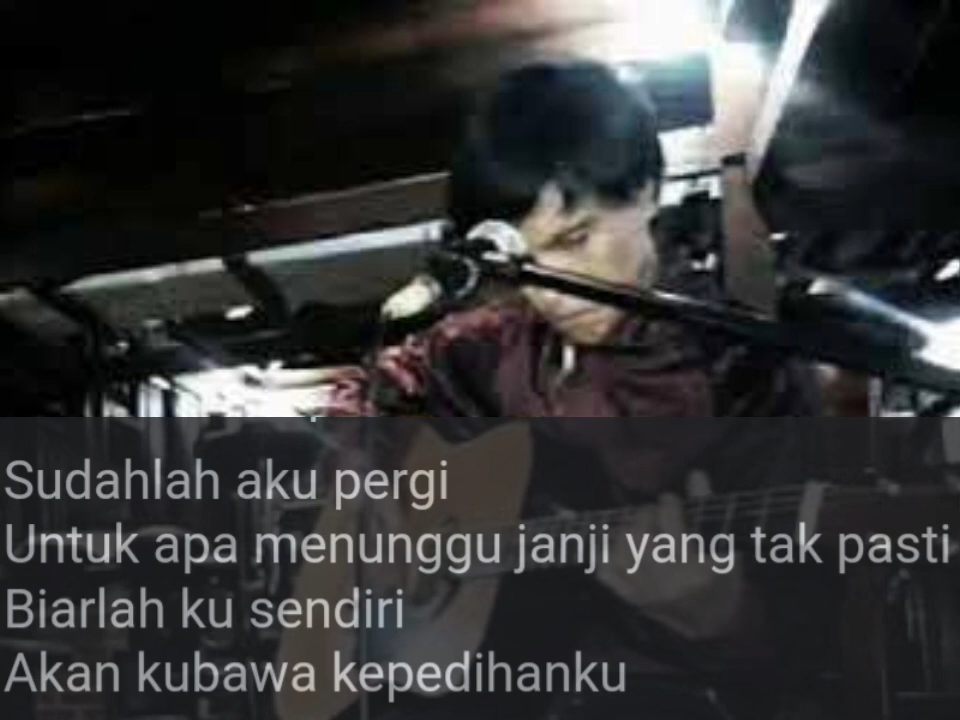 Sudahlah aku pergi
Untuk apa menunggu janji yang tak pasti
Biarlah ku sendiri
Akan kubawa kepedihanku